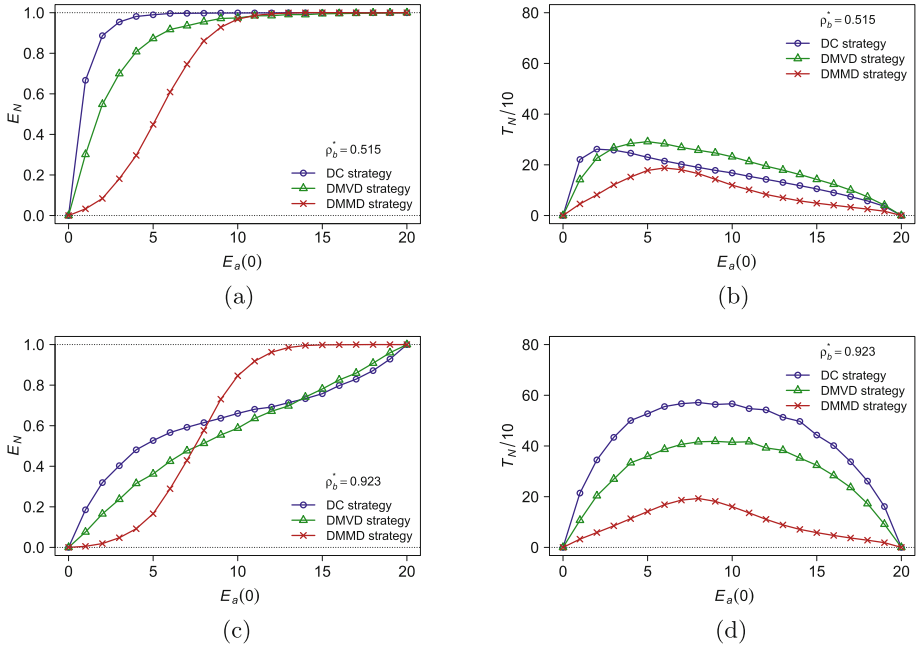 1.0
0.8
0.6
0.4
0.2
0.0
E_N
ρ_b^* = 0.515
DC strategy
DMVD strategy
DMMD strategy
0 5 10 15 20
E_a(0)
(a)
80
60
40
20
0
T_N/10
ρ_b^* = 0.515
DC strategy
DMVD strategy
DMMD strategy
0 5 10 15 20
E_a(0)
(b)
1.0
0.8
0.6
0.4
0.2
0.0
E_N
ρ_b^* = 0.923
DC strategy
DMVD strategy
DMMD strategy
0 5 10 15 20
E_a(0)
(c)
80
60
40
20
0
T_N/10
ρ_b^* = 0.923
DC strategy
DMVD strategy
DMMD strategy
0 5 10 15 20
E_a(0)
(d)